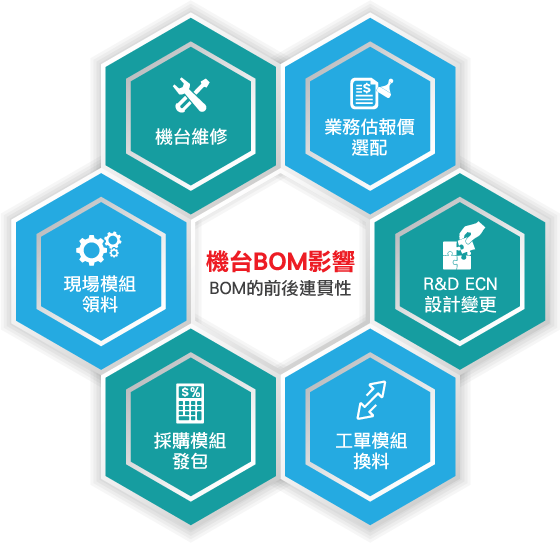 機台維修
業務估報價
選配
現場模組
領料
機台BOM影響
BOM的前後連貫性
R&D ECN
設計變更
採購模組
發包
工單模組
換料
$
$%